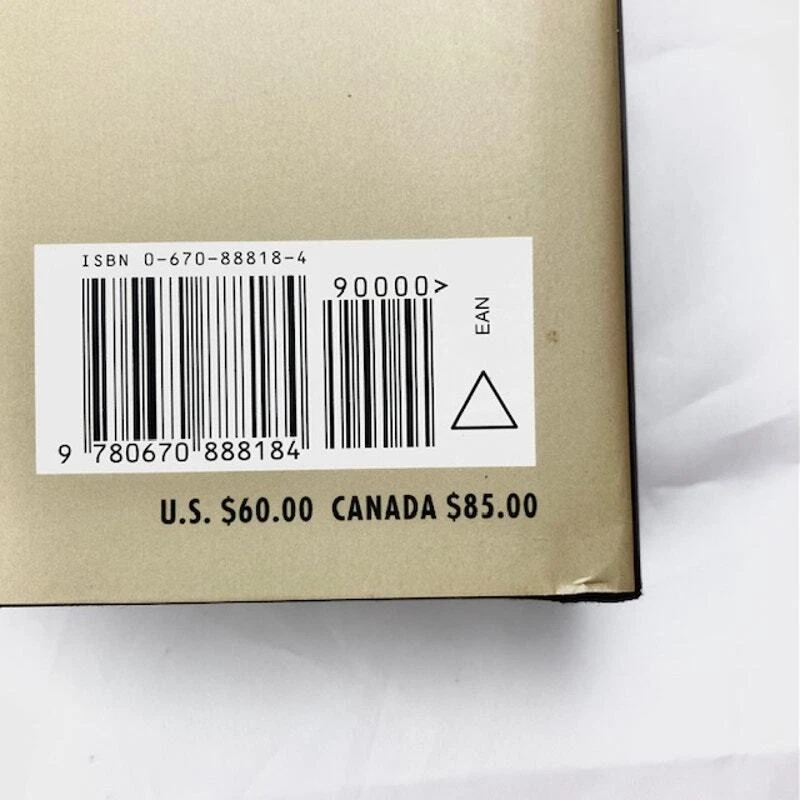 ISBN 0-670-88818-4
90000>
EAN
9 780670 888184
U.S. $60.00 CANADA $85.00